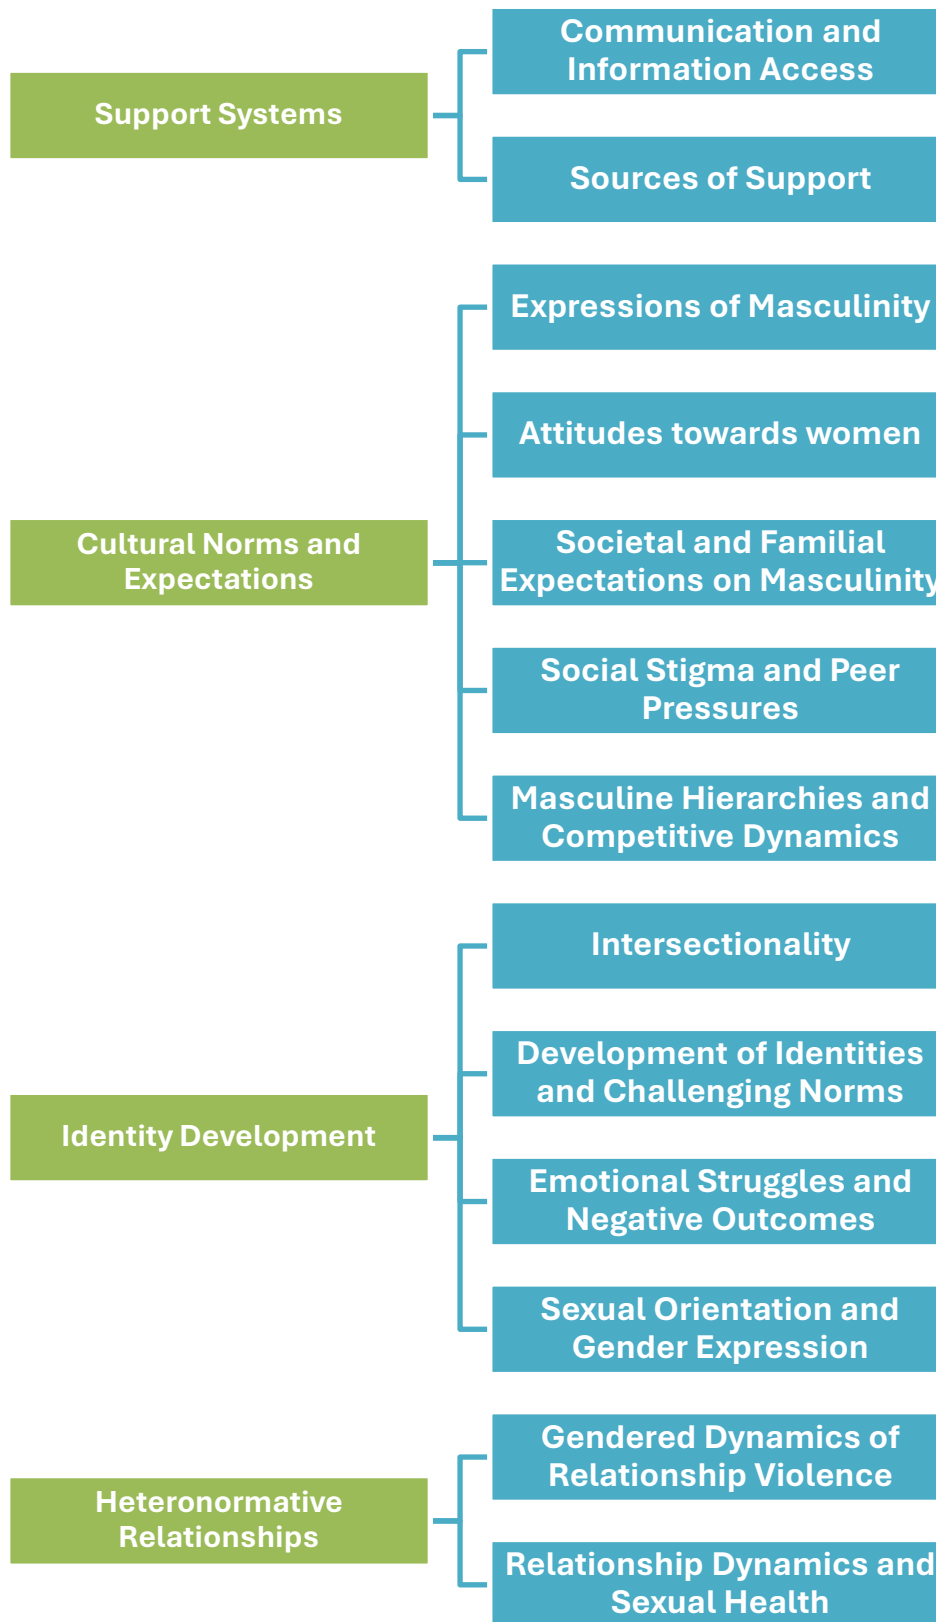 Support Systems
Communication and
Information Access
Sources of Support
Cultural Norms and
Expectations
Expressions of Masculinity
Attitudes towards women
Societal and Familial
Expectations on Masculinity
Social Stigma and Peer
Pressures
Masculine Hierarchies and
Competitive Dynamics
Identity Development
Intersectionality
Development of Identities
and Challenging Norms
Emotional Struggles and
Negative Outcomes
Sexual Orientation and
Gender Expression
Heteronormative
Relationships
Gendered Dynamics of
Relationship Violence
Relationship Dynamics and
Sexual Health